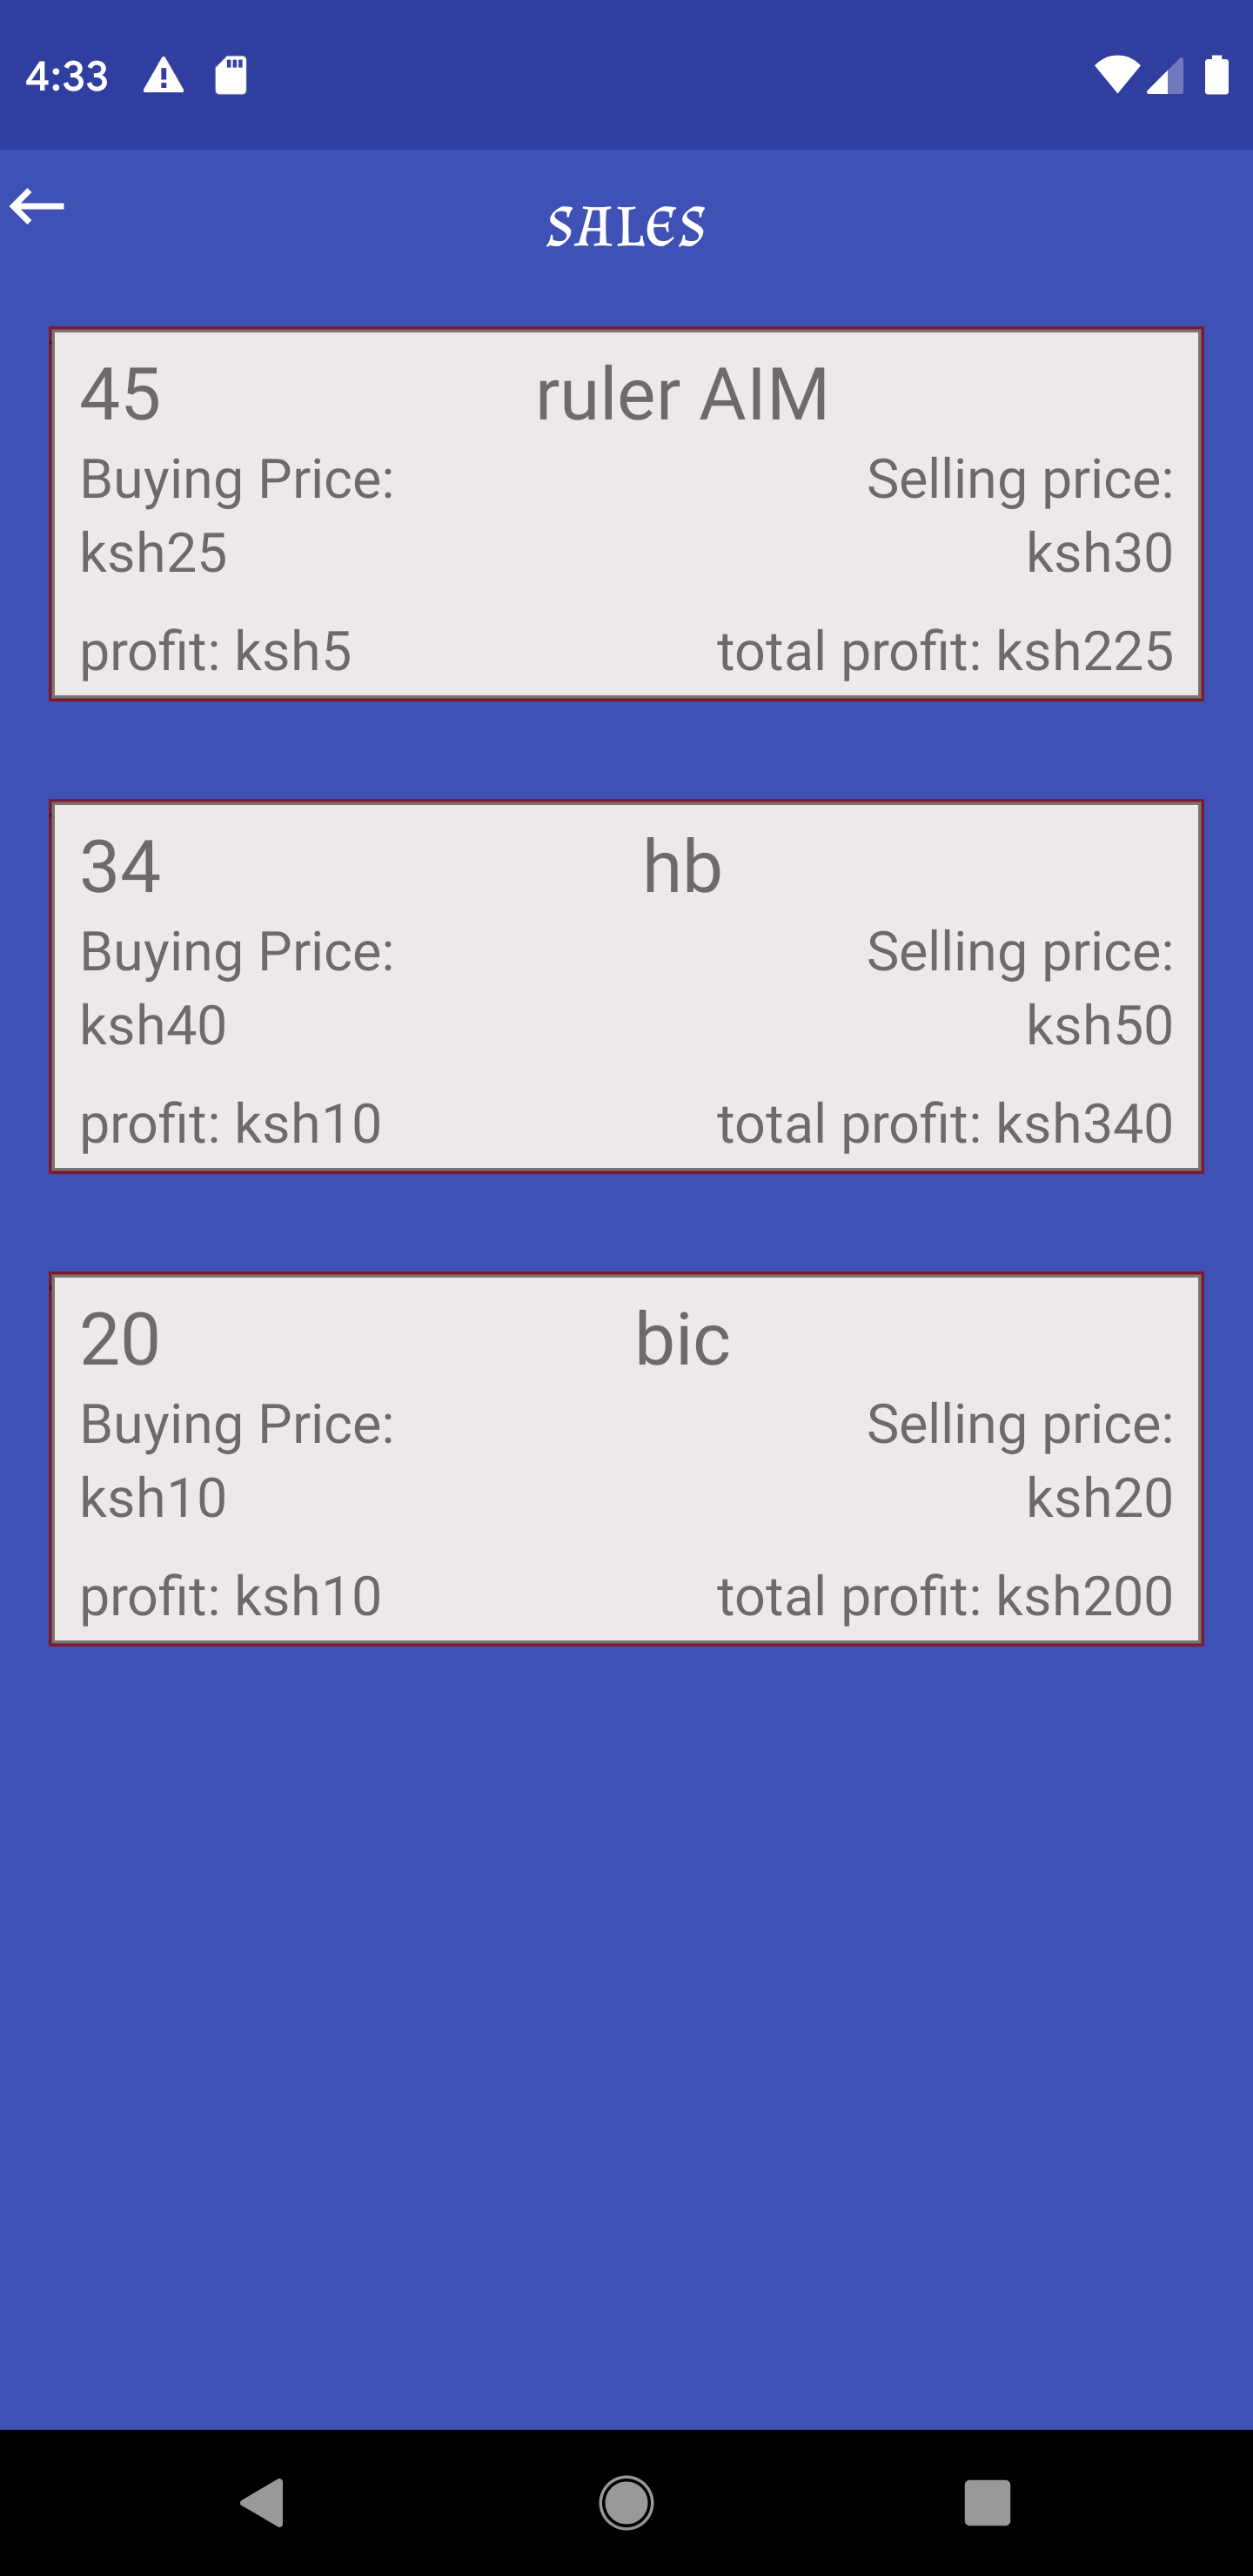 4:33
SALES
45 ruler AIM
Buying Price: Selling price:
ksh25 ksh30
profit: ksh5 total profit: ksh225
34 hb
Buying Price: Selling price:
ksh40 ksh50
profit: ksh10 total profit: ksh340
20 bic
Buying Price: Selling price:
ksh10 ksh20
profit: ksh10 total profit: ksh200